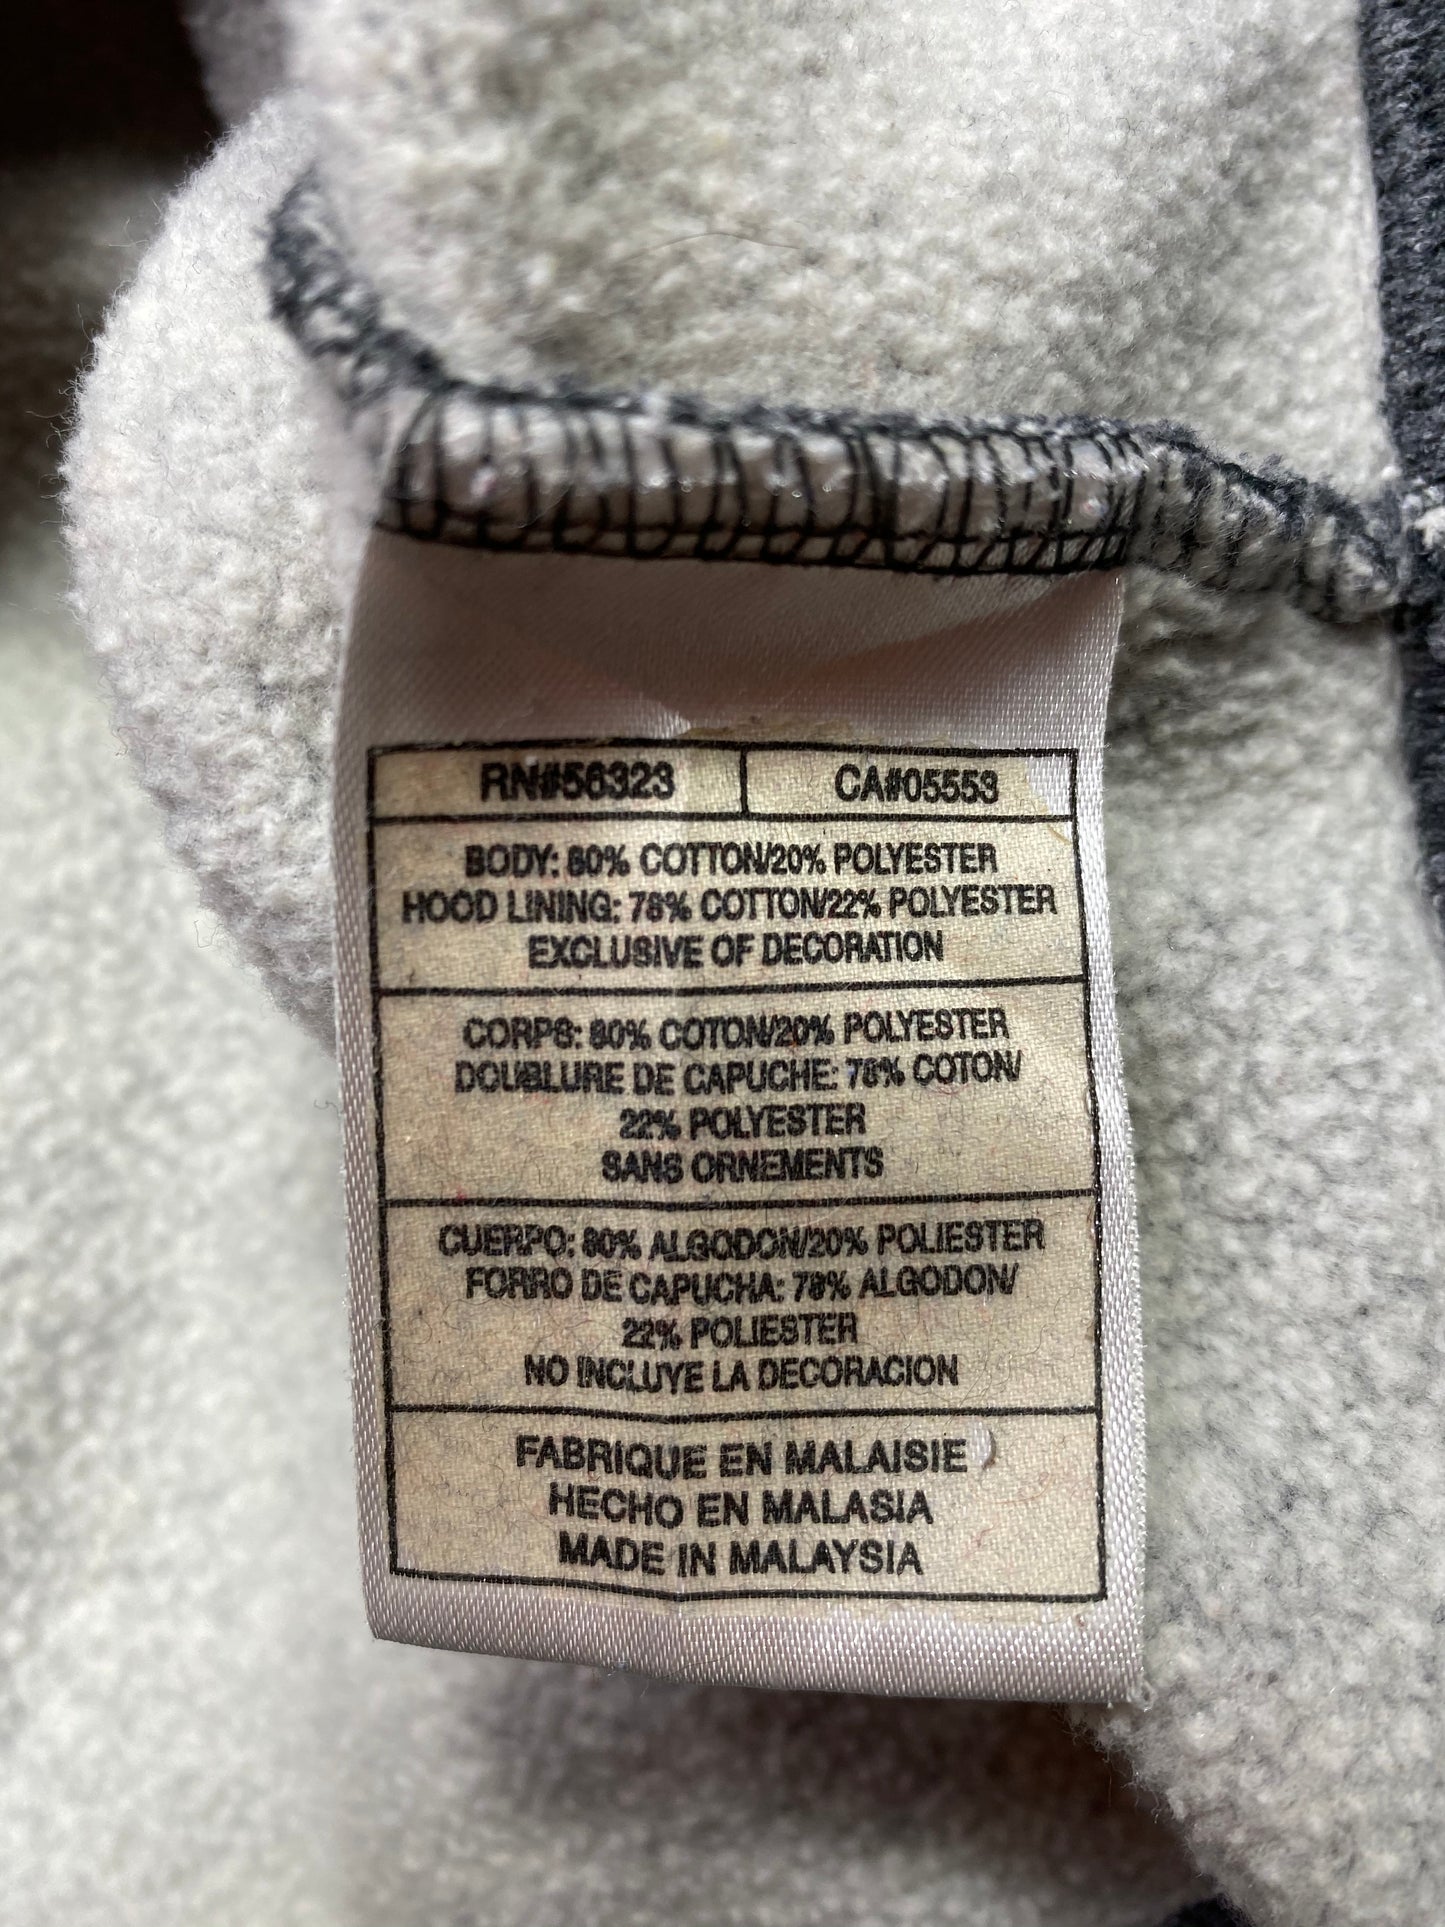 RN#56323
CA#05553
BODY: 80% COTTON/20% POLYESTER
HOOD LINING: 78% COTTON/22% POLYESTER
EXCLUSIVE OF DECORATION
CORPS: 80% COTON/20% POLYESTER
DOUBLURE DE CAPUCHE: 78% COTON/
22% POLYESTER
SANS ORNEMENTS
CUERPO: 80% ALGODON/20% POLIESTER
FORRO DE CAPUCHA: 78% ALGODON/
22% POLIESTER
NO INCLUYE LA DECORACION
FABRIQUE EN MALAISIE
HECHO EN MALASIA
MADE IN MALAYSIA